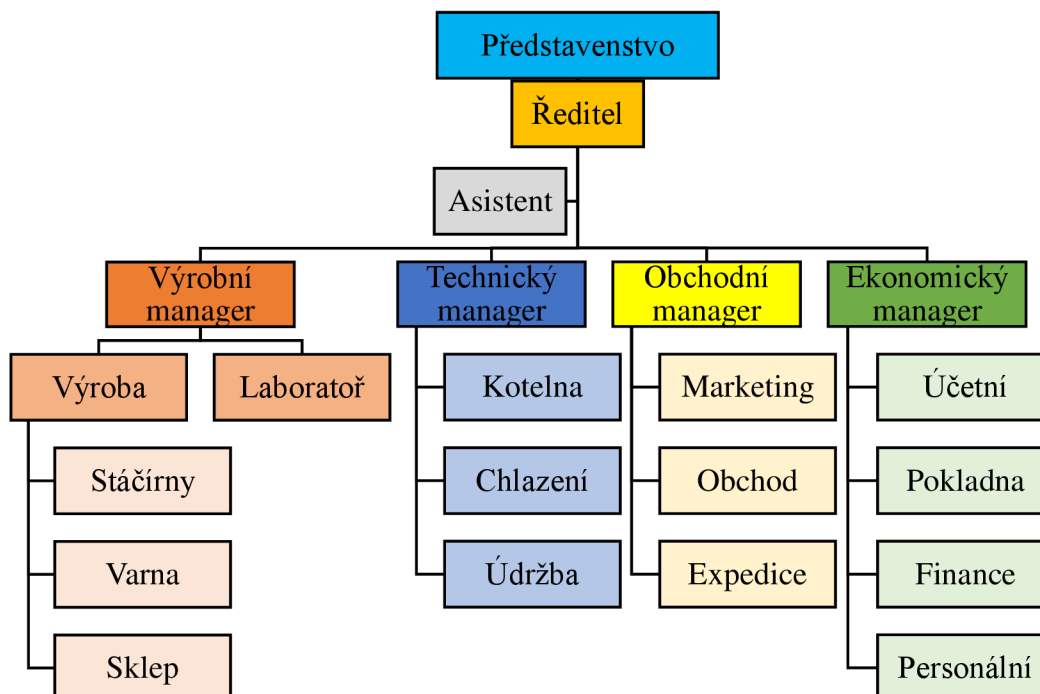 Představenstvo
Ředitel
Asistent
Výrobní
manager
Technický
manager
Obchodní
manager
Ekonomický
manager
Výroba
Laboratoř
Kotelna
Marketing
Účetní
Stáčírny
Chlazení
Obchod
Pokladna
Varna
Údržba
Expedice
Finance
Sklep
Personální